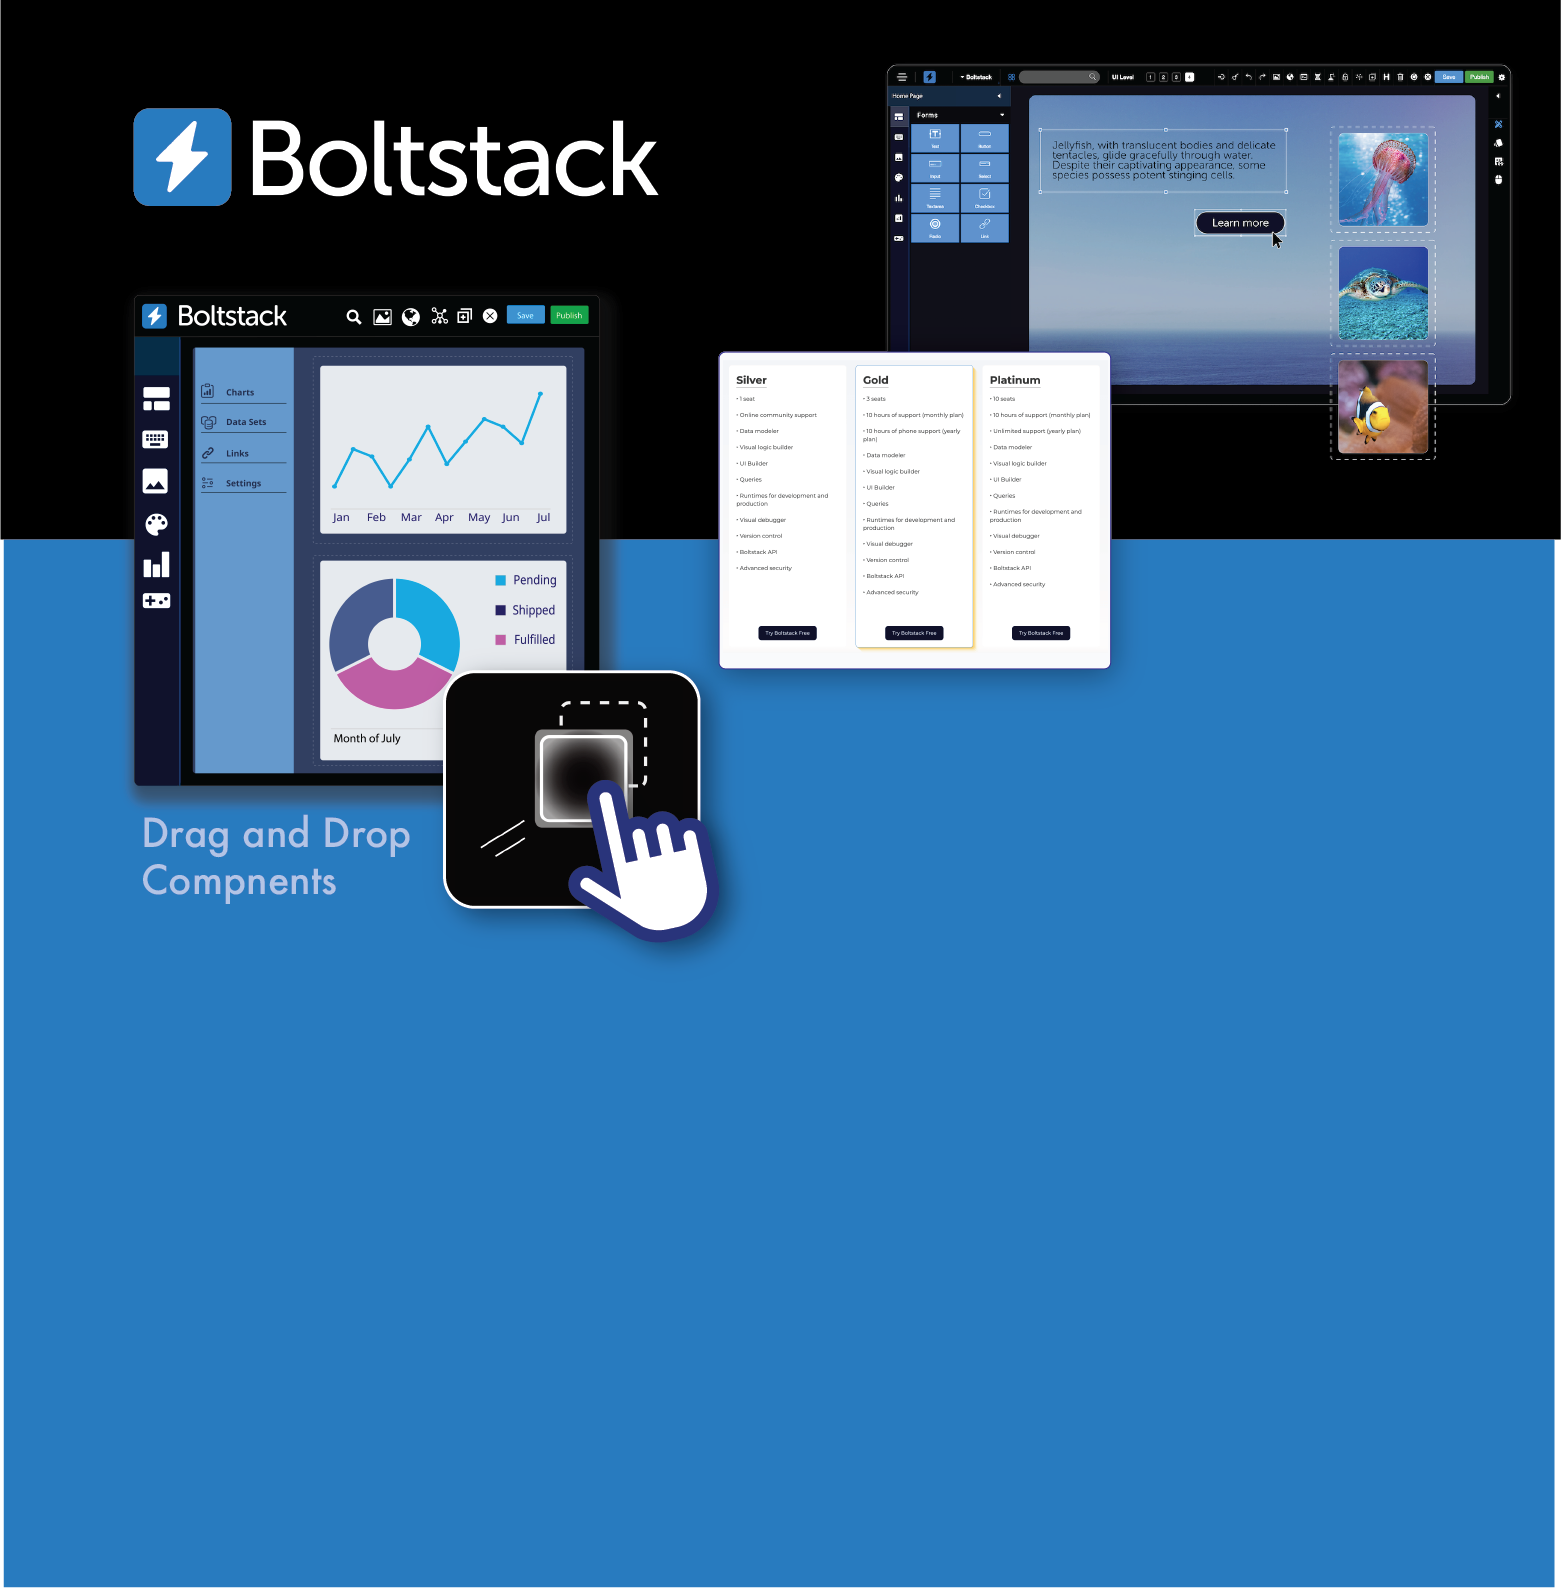 Boltstack
Boltstack
UI Level
1 2 3 4
Save
Publish
Home Page
Forms
Text
Button
Input
Select
Textarea
Checkbox
Radio
Link
Jellyfish, with translucent bodies and delicate
tentacles, glide gracefully through water.
Despite their captivating appearance, some
species possess potent stinging cells.
Learn more
Boltstack
Save
Publish
Charts
Data Sets
Links
Settings
Jan Feb Mar Apr May Jun Jul
Pending
Shipped
Fulfilled
Month of July
Silver
• 1 seat
• Online community support
• Data modeler
• Visual logic builder
• UI Builder
• Queries
• Runtimes for development and
production
• Visual debugger
• Version control
• Boltstack API
• Advanced security
Try Boltstack Free
Gold
• 3 seats
• 10 hours of support (monthly plan)
• 10 hours of phone support (yearly
plan)
• Data modeler
• Visual logic builder
• UI Builder
• Queries
• Runtimes for development and
production
• Visual debugger
• Version control
• Boltstack API
• Advanced security
Try Boltstack Free
Platinum
• 10 seats
• 10 hours of support (monthly plan)
• Unlimited support (yearly plan)
• Data modeler
• Visual logic builder
• UI Builder
• Queries
• Runtimes for development and
production
• Visual debugger
• Version control
• Boltstack API
• Advanced security
Try Boltstack Free
Drag and Drop
Compnents